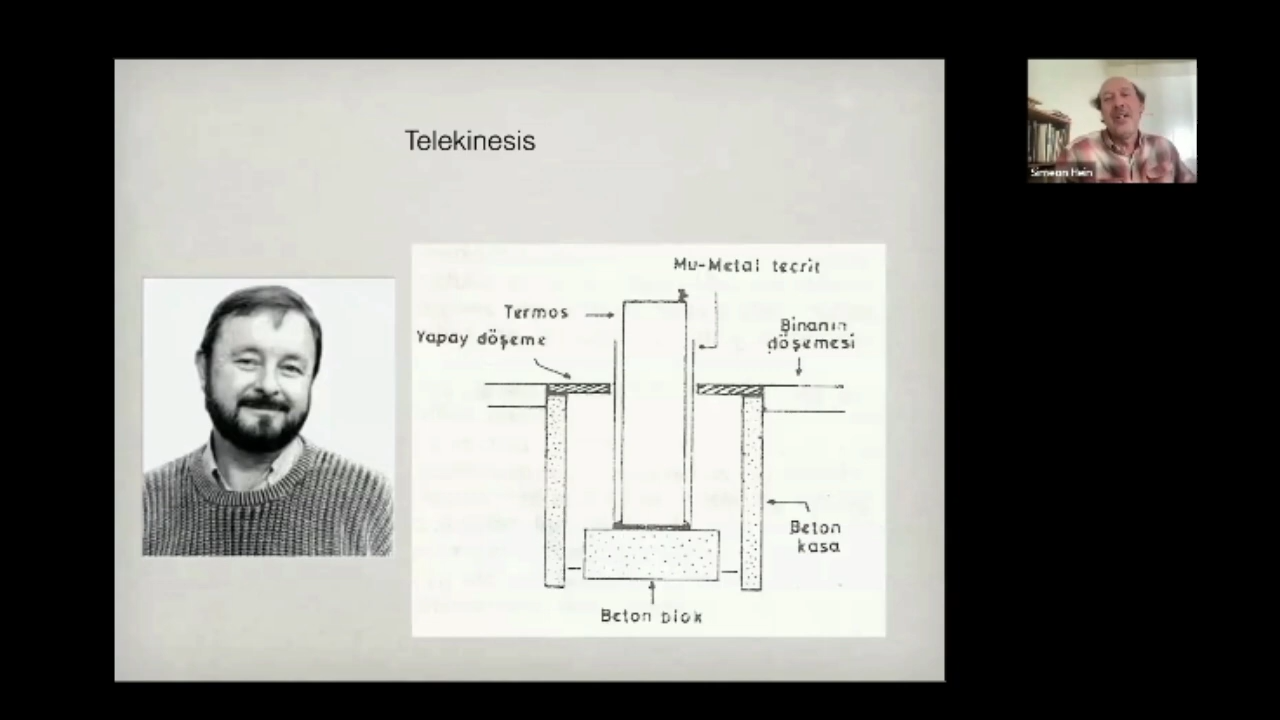 Telekinesis
Simeon Hein
Mu-Metal tecrit
Termos
Yapay döşeme
Binanın
döşemesi
Beton
kasa
Beton blok